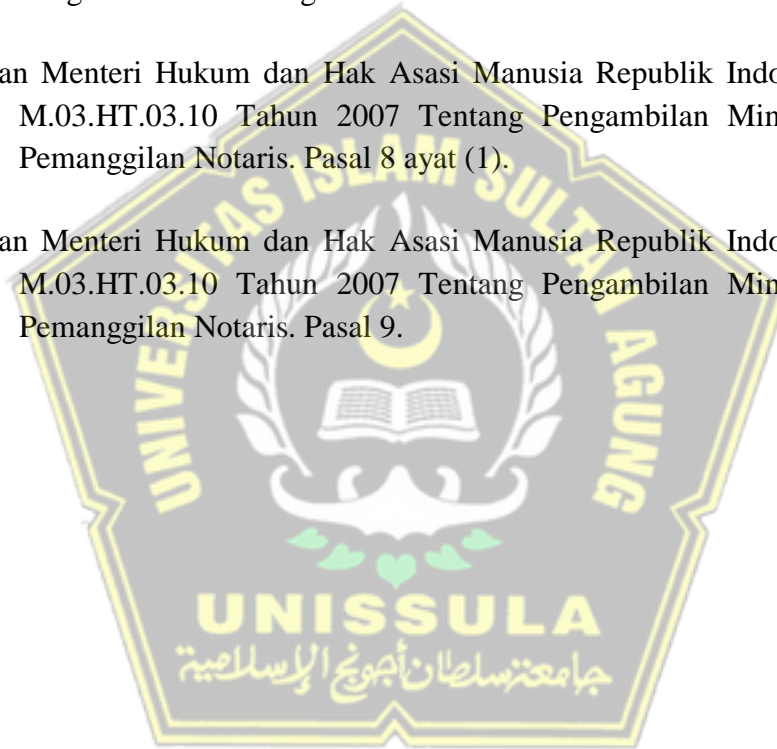 an Menteri Hukum dan Hak Asasi Manusia Republik Indo
M.03.HT.03.10 Tahun 2007 Tentang Pengambilan Min
Pemanggilan Notaris. Pasal 8 ayat (1).
an Menteri Hukum dan Hak Asasi Manusia Republik Indo
M.03.HT.03.10 Tahun 2007 Tentang Pengambilan Min
Pemanggilan Notaris. Pasal 9.
UNIVERSITAS ISLAM SULTAN AGUNG
UNISSULA
جامعة سلطان أجونج الإسلامية